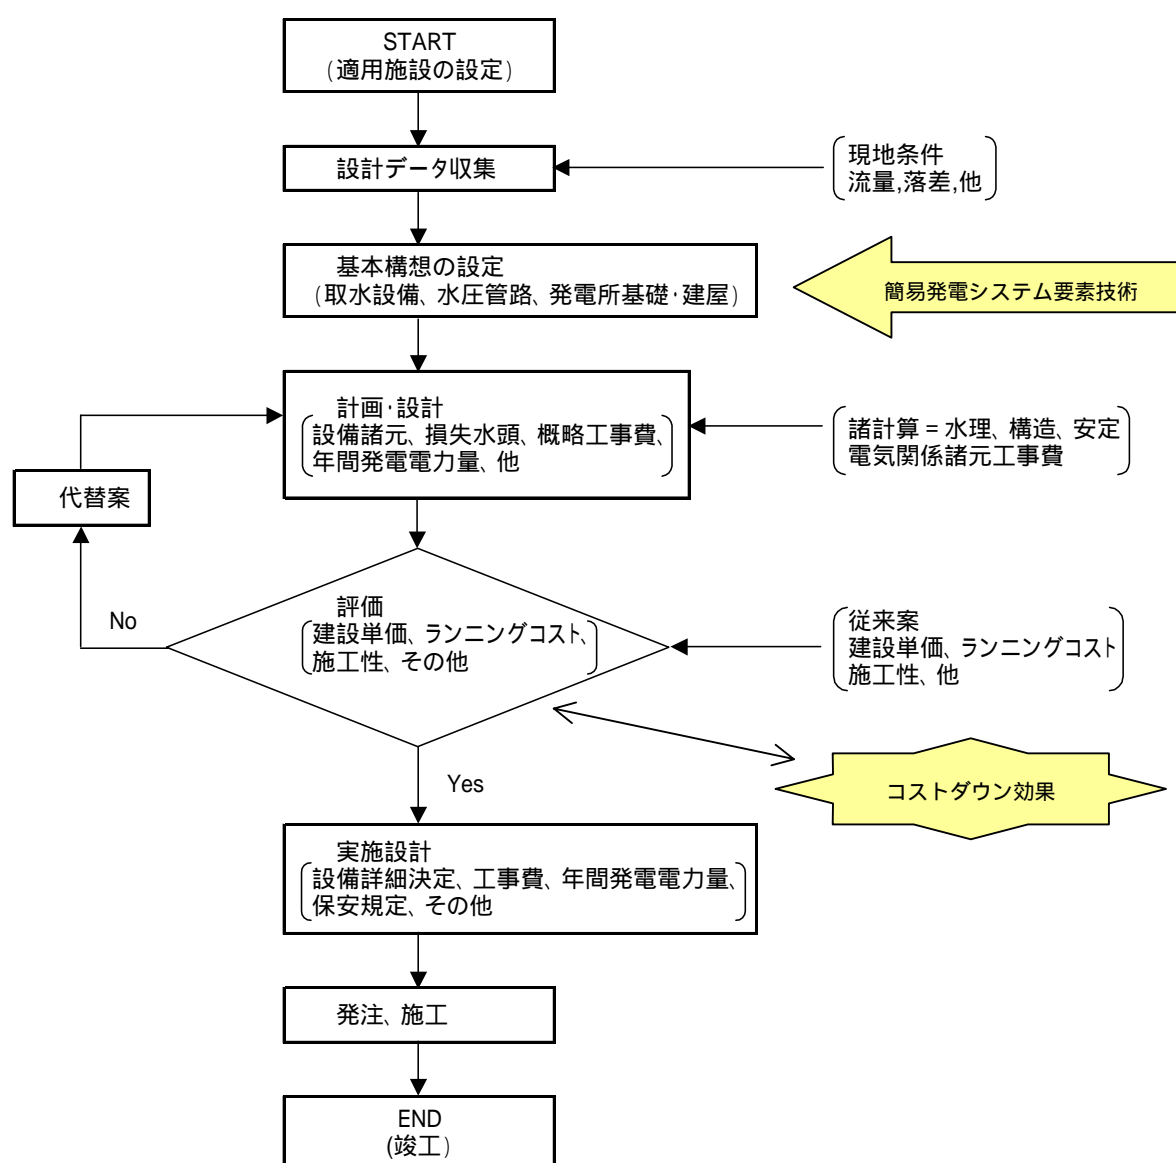 START
(適用施設の設定)
設計データ収集
現地条件
流量,落差,他
基本構想の設定
(取水設備、水圧管路、発電所基礎・建屋)
簡易発電システム要素技術
計画・設計
設備諸元、損失水頭、概略工事費、
年間発電電力量、他
諸計算=水理、構造、安定
電気関係諸元工事費
代替案
No
評価
建設単価、ランニングコスト、
施工性、その他
従来案
建設単価、ランニングコスト
施工性、他
Yes
コストダウン効果
実施設計
設備詳細決定、工事費、年間発電電力量、
保安規定、その他
発注、施工
END
(竣工)